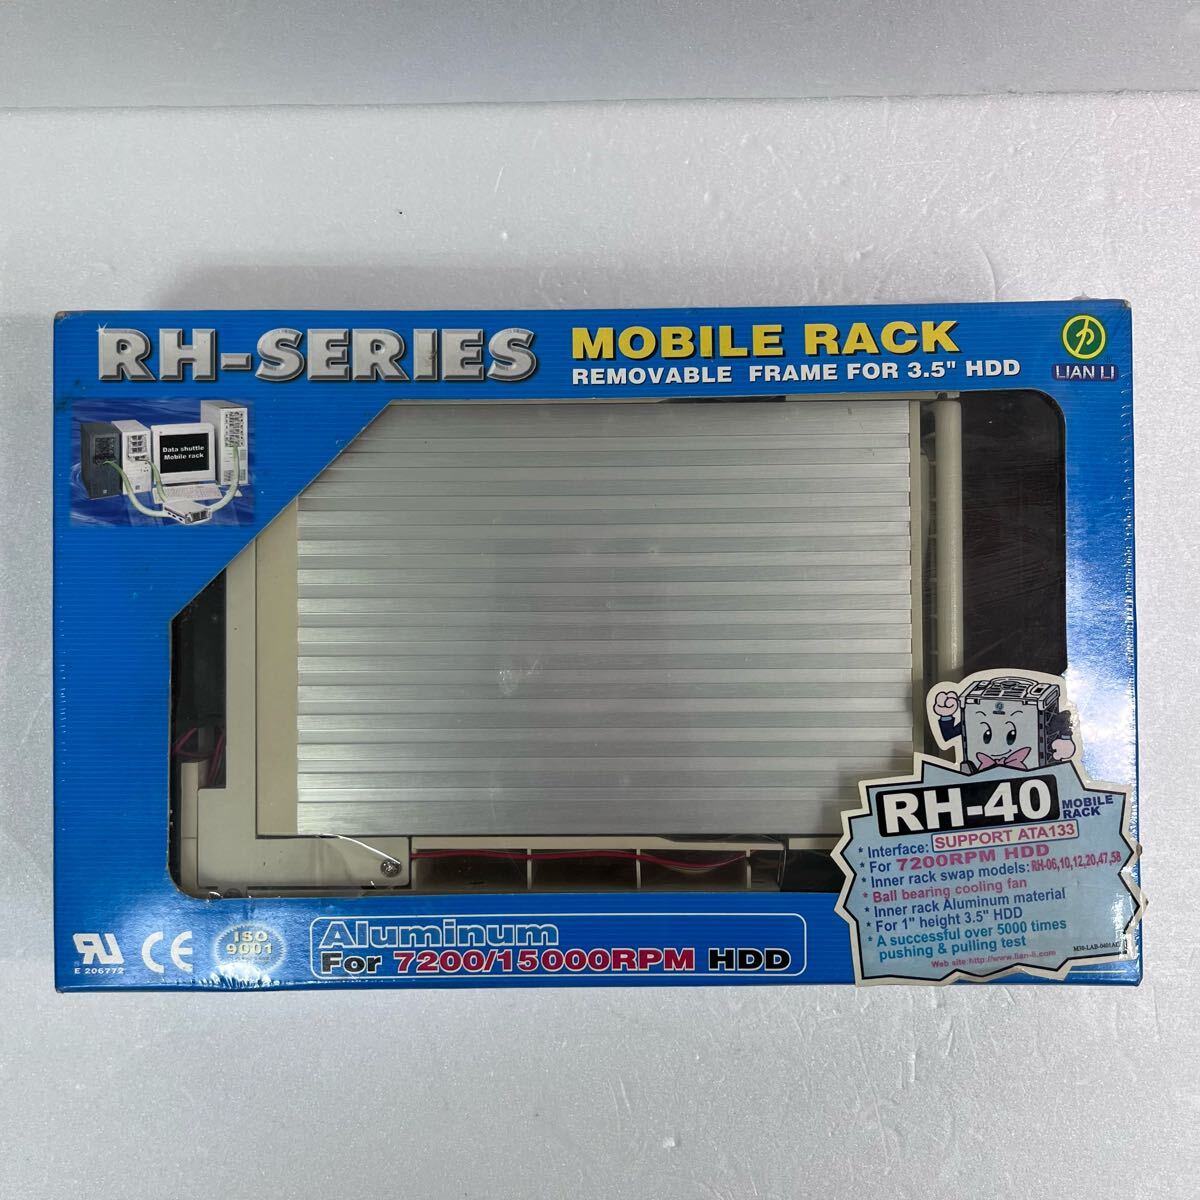 RH-SERIES
MOBILE RACK
REMOVABLE FRAME FOR 3.5" HDD
LIAN LI
Data shuttle
Mobile rack
RH-40
MOBILE
RACK
* Interface: SUPPORT ATA133
* For 7200RPM HDD
* Inner rack swap models: RH-06,10,12,20,47,58
* Ball bearing cooling fan
* Inner rack Aluminum material
* For 1" height 3.5" HDD
* A successful over 5000 times
pushing & pulling test
Web site:http://www.lian-li.com
E 206772
CE
ISO
9001
Aluminum
For 7200/15000RPM HDD